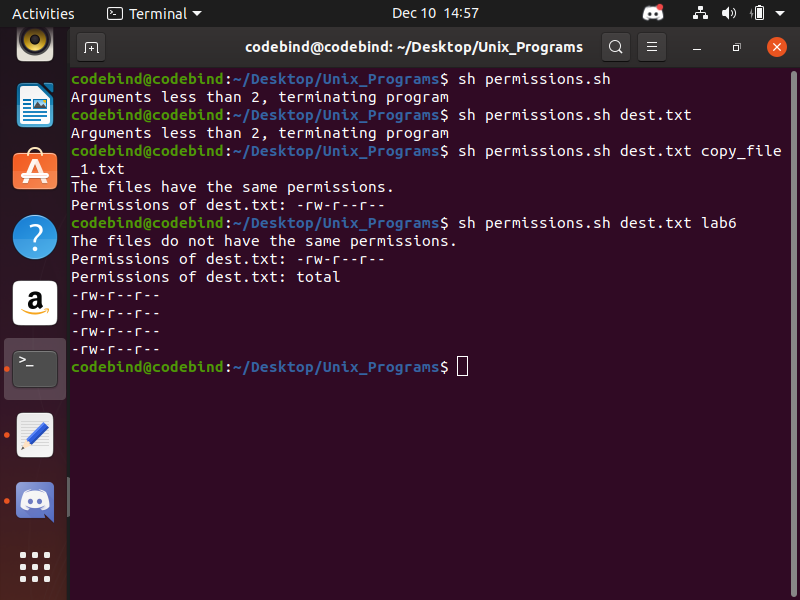 Activities Terminal Dec 10 14:57
codebind@codebind: ~/Desktop/Unix_Programs
codebind@codebind:~/Desktop/Unix_Programs$ sh permissions.sh
Arguments less than 2, terminating program
codebind@codebind:~/Desktop/Unix_Programs$ sh permissions.sh dest.txt
Arguments less than 2, terminating program
codebind@codebind:~/Desktop/Unix_Programs$ sh permissions.sh dest.txt copy_file
_1.txt
The files have the same permissions.
Permissions of dest.txt: -rw-r--r--
codebind@codebind:~/Desktop/Unix_Programs$ sh permissions.sh dest.txt lab6
The files do not have the same permissions.
Permissions of dest.txt: -rw-r--r--
Permissions of dest.txt: total
-rw-r--r--
-rw-r--r--
-rw-r--r--
-rw-r--r--
codebind@codebind:~/Desktop/Unix_Programs$